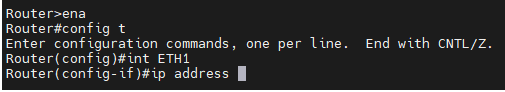 Router>ena
Router#config t
Enter configuration commands, one per line.  End with CNTL/Z.
Router(config)#int ETH1
Router(config-if)#ip address